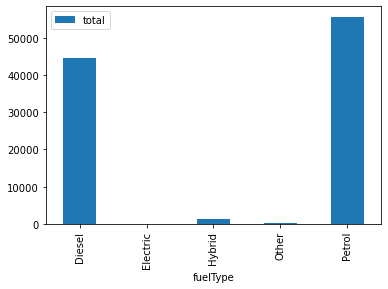 total
50000
40000
30000
20000
10000
0
Diesel
Electric
Hybrid
Other
Petrol
fuelType